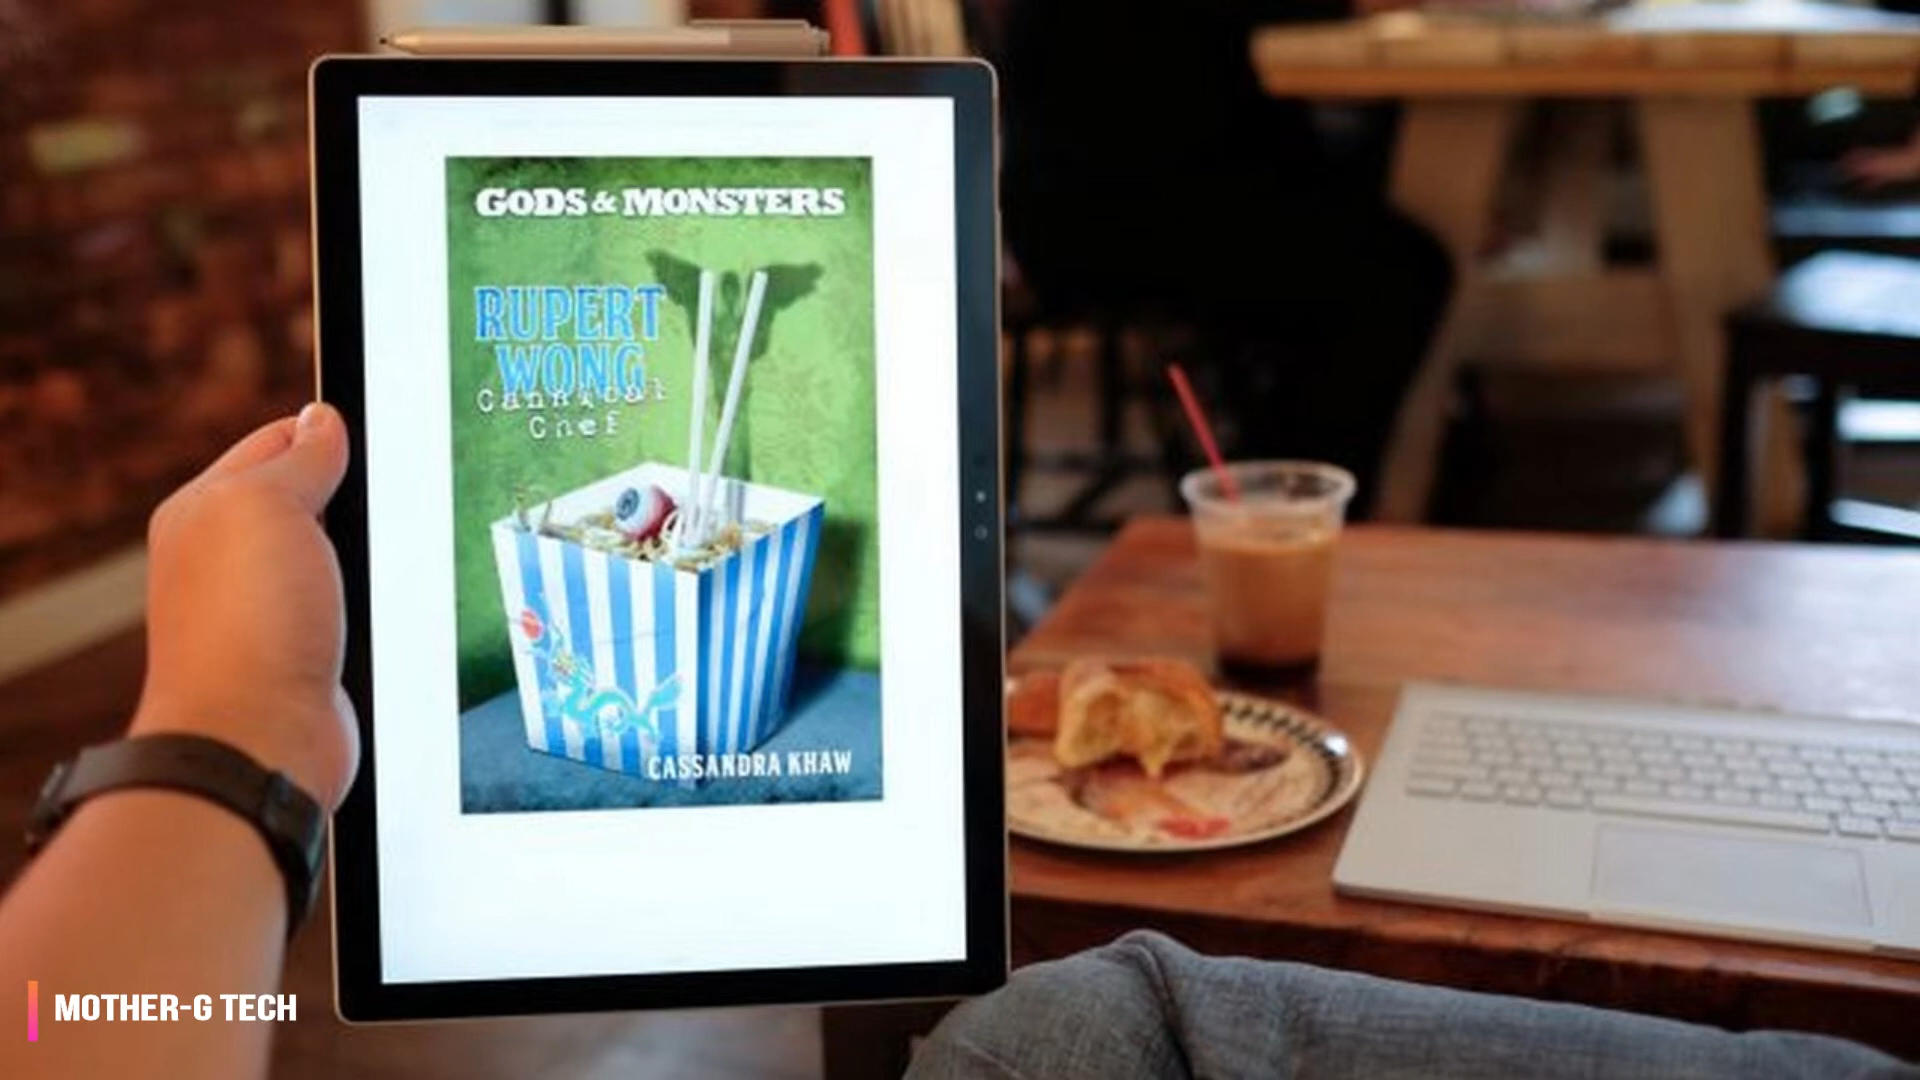 GODS & MONSTERS
RUPERT
WONG
Cannibal
Chef
CASSANDRA KHAW
MOTHER-G TECH